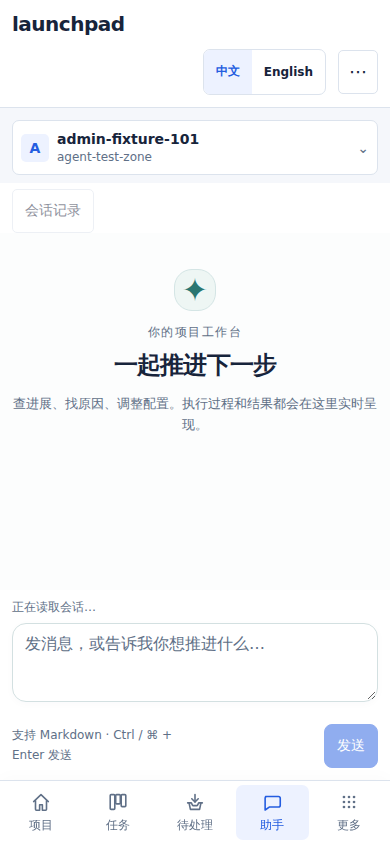 launchpad
中文 English ···
A admin-fixture-101
agent-test-zone
会话记录
你的项目工作台
一起推进下一步
查进展、找原因、调整配置。执行过程和结果都会在这里实时呈
现。
正在读取会话…
发消息，或告诉我你想推进什么…
支持 Markdown · Ctrl / ⌘ +
Enter 发送
发送
项目 任务 待处理 助手 更多